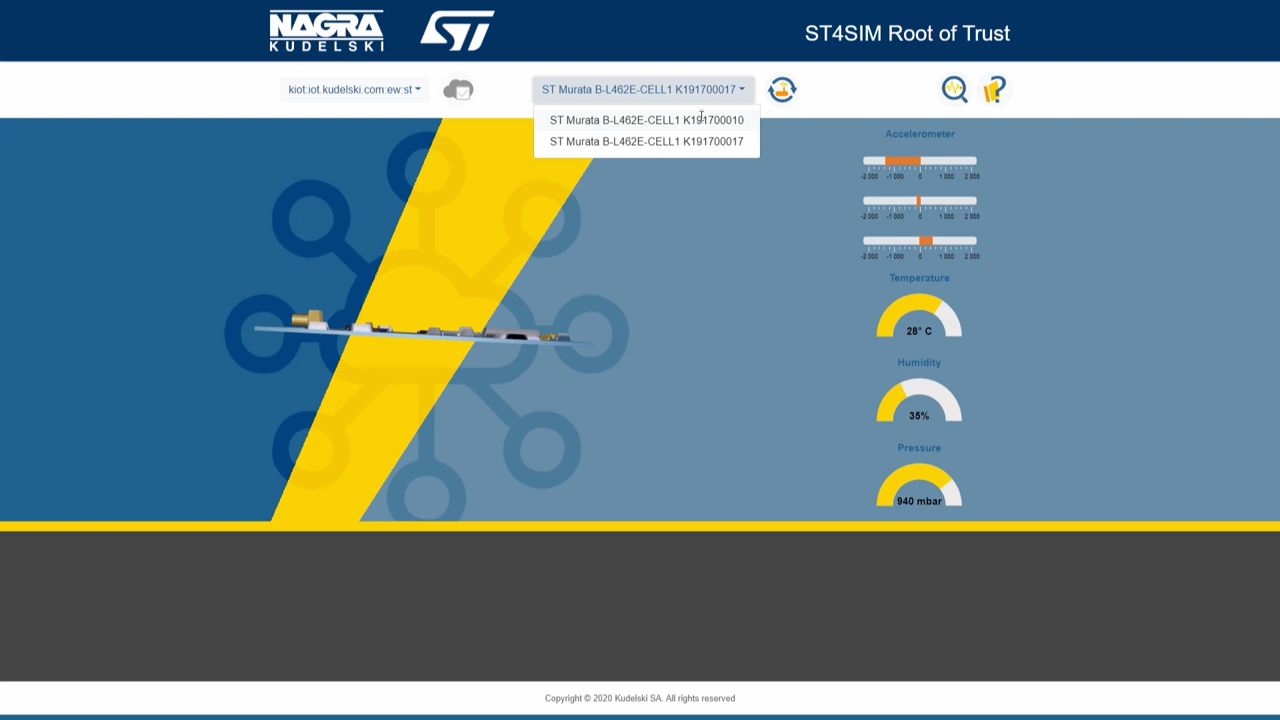 NAGRA
KUDELSKI
ST
ST4SIM Root of Trust
kiot:iot.kudelski.com:ew:st
ST Murata B-L462E-CELL1 K191700017
ST Murata B-L462E-CELL1 K191700010
ST Murata B-L462E-CELL1 K191700017
Accelerometer
-2 000 -1 000 0 1 000 2 000
-2 000 -1 000 0 1 000 2 000
-2 000 -1 000 0 1 000 2 000
Temperature
28° C
Humidity
35%
Pressure
940 mbar
Copyright © 2020 Kudelski SA. All rights reserved